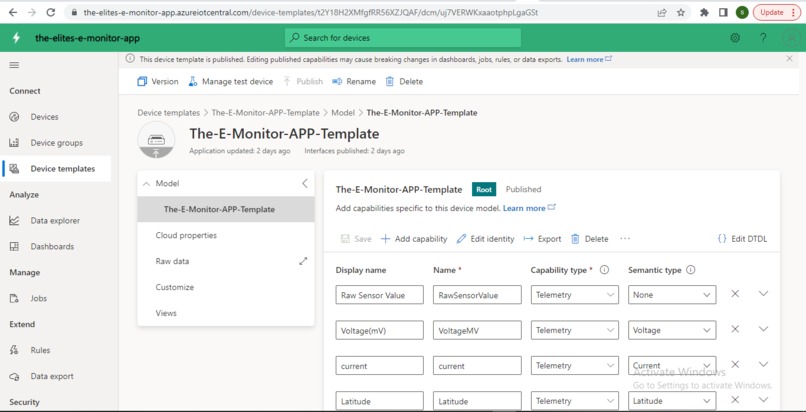 the-elites-e-monitor-app.azureiotcentral.com/device-templates/t2Y18H2XMfgfRR56XZJQAF/dcm/uj7VERWKxaaotphpLgaGSt
S
Update
the-elites-e-monitor-app
Search for devices
?
This device template is published. Editing published capabilities may cause breaking changes in dashboards, jobs, rules, or data exports. Learn more
Version
Manage test device
Publish
Rename
Delete
Connect
Devices
Device groups
Device templates
Analyze
Data explorer
Dashboards
Manage
Jobs
Extend
Rules
Data export
Security
Device templates > The-E-Monitor-APP-Template > Model > The-E-Monitor-APP-Template
The-E-Monitor-APP-Template
Application updated: 2 days ago Interfaces published: 2 days ago
Model
The-E-Monitor-APP-Template
Cloud properties
Raw data
Customize
Views
The-E-Monitor-APP-Template Root Published
Add capabilities specific to this device model. Learn more
Save + Add capability Edit identity Export Delete ... {} Edit DTDL
Display name Name * Capability type * Semantic type
Raw Sensor Value RawSensorValue Telemetry None
Voltage(mV) VoltageMV Telemetry Voltage
current current Telemetry Current
Latitude Latitude Telemetry Latitude
Activate Windows
Go to Settings to activate Windows.